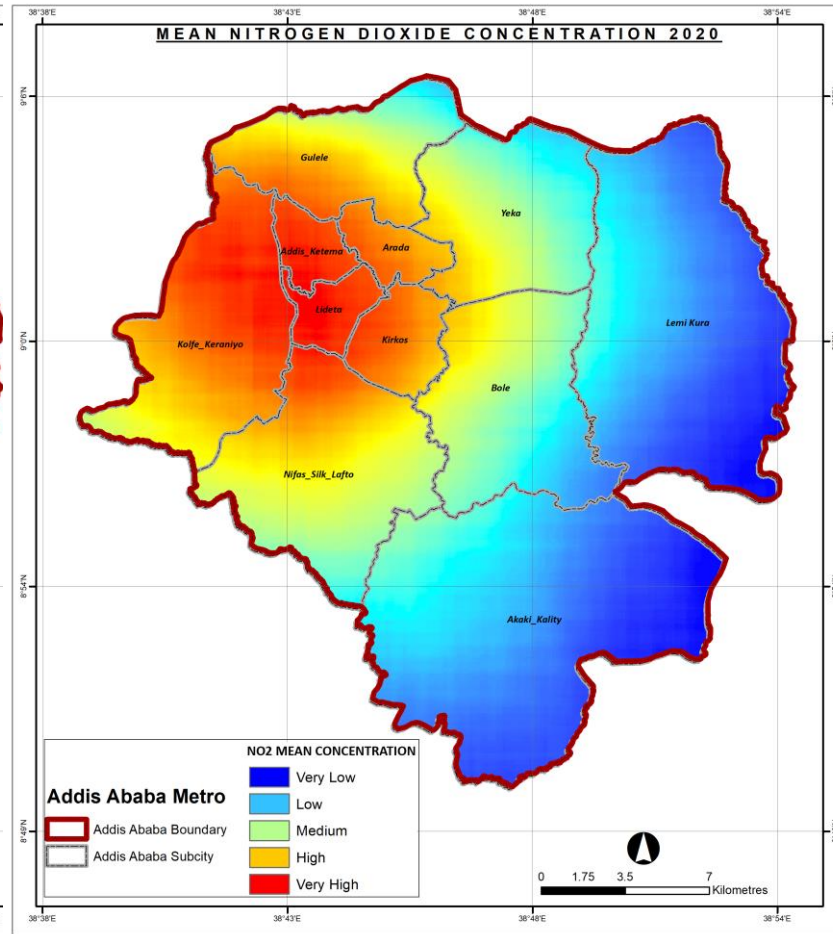 38°38'E 38°43'E 38°48'E 38°54'E
MEAN NITROGEN DIOXIDE CONCENTRATION 2020
9°6'N
Gulele
Yeka
Addis_Ketema
Arada
Lideta
Lemi Kura
9°0'N
Kolfe_Keraniyo
Kirkos
Bole
Nifas_Silk_Lafto
8°54'N
Akaki_Kality
NO2 MEAN CONCENTRATION
Very Low
Addis Ababa Metro
Low
Addis Ababa Boundary
Medium
Addis Ababa Subcity
High
Very High
8°49'N
0 1.75 3.5 7
Kilometres
38°38'E 38°43'E 38°48'E 38°54'E